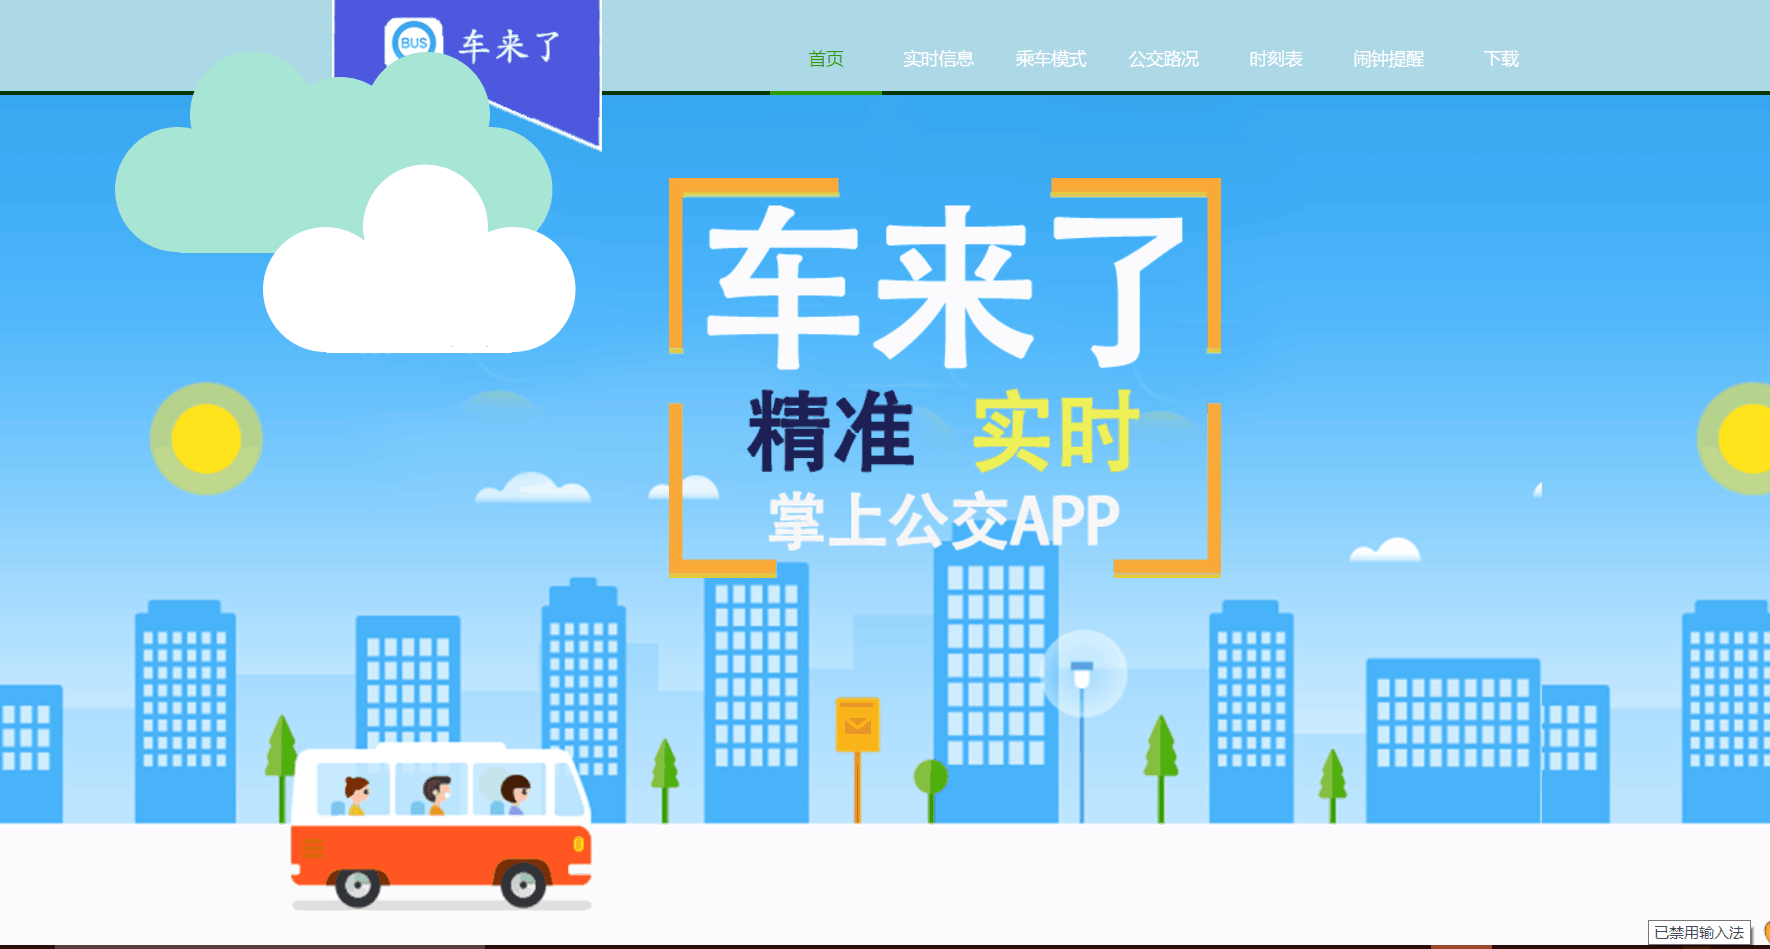 BUS 车来了
首页 实时信息 乘车模式 公交路况 时刻表 闹钟提醒 下载
车来了
精准 实时
掌上公交APP
已禁用输入法